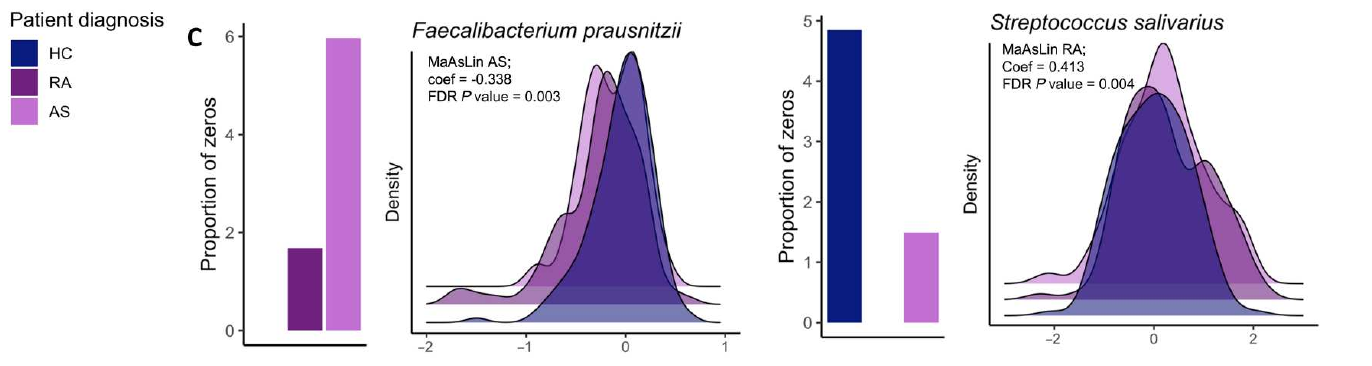 Patient diagnosis
HC
RA
AS
C
Proportion of zeros
6
4
2
0
Faecalibacterium prausnitzii
MaAsLin AS;
coef = -0.338
FDR P value = 0.003
Density
−2
−1
0
1
Proportion of zeros
5
4
3
2
1
0
Streptococcus salivarius
MaAsLin RA;
Coef = 0.413
FDR P value = 0.004
Density
−2
0
2